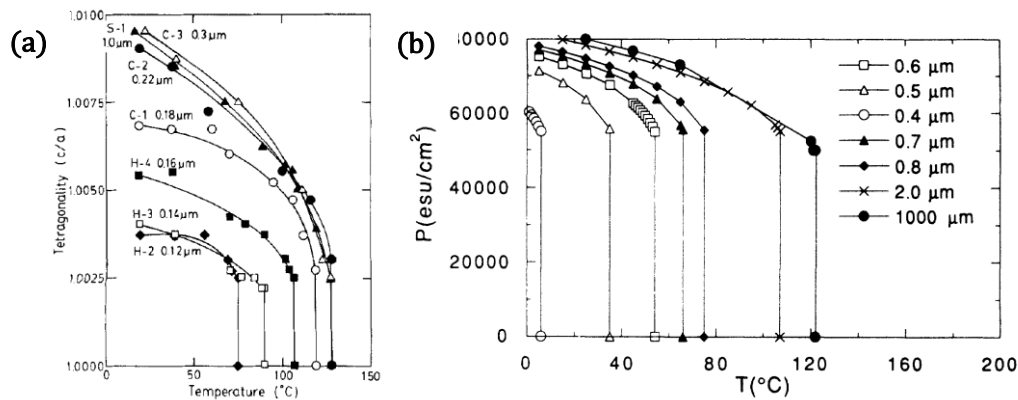 (a)
1.0100
1.0075
1.0050
1.0025
1.0000
Tetragonality (c/a)
S-1
1.0µm
C-3 0.3µm
C-2
0.22µm
C-1 0.18µm
H-4 0.16µm
H-3 0.14µm
H-2 0.12µm
50
100
150
Temperature (°C)
(b)
80000
60000
40000
20000
0
P(esu/cm²)
0 40 80 120 160 200
T(°C)
0.6 µm
0.5 µm
0.4 µm
0.7 µm
0.8 µm
2.0 µm
1000 µm